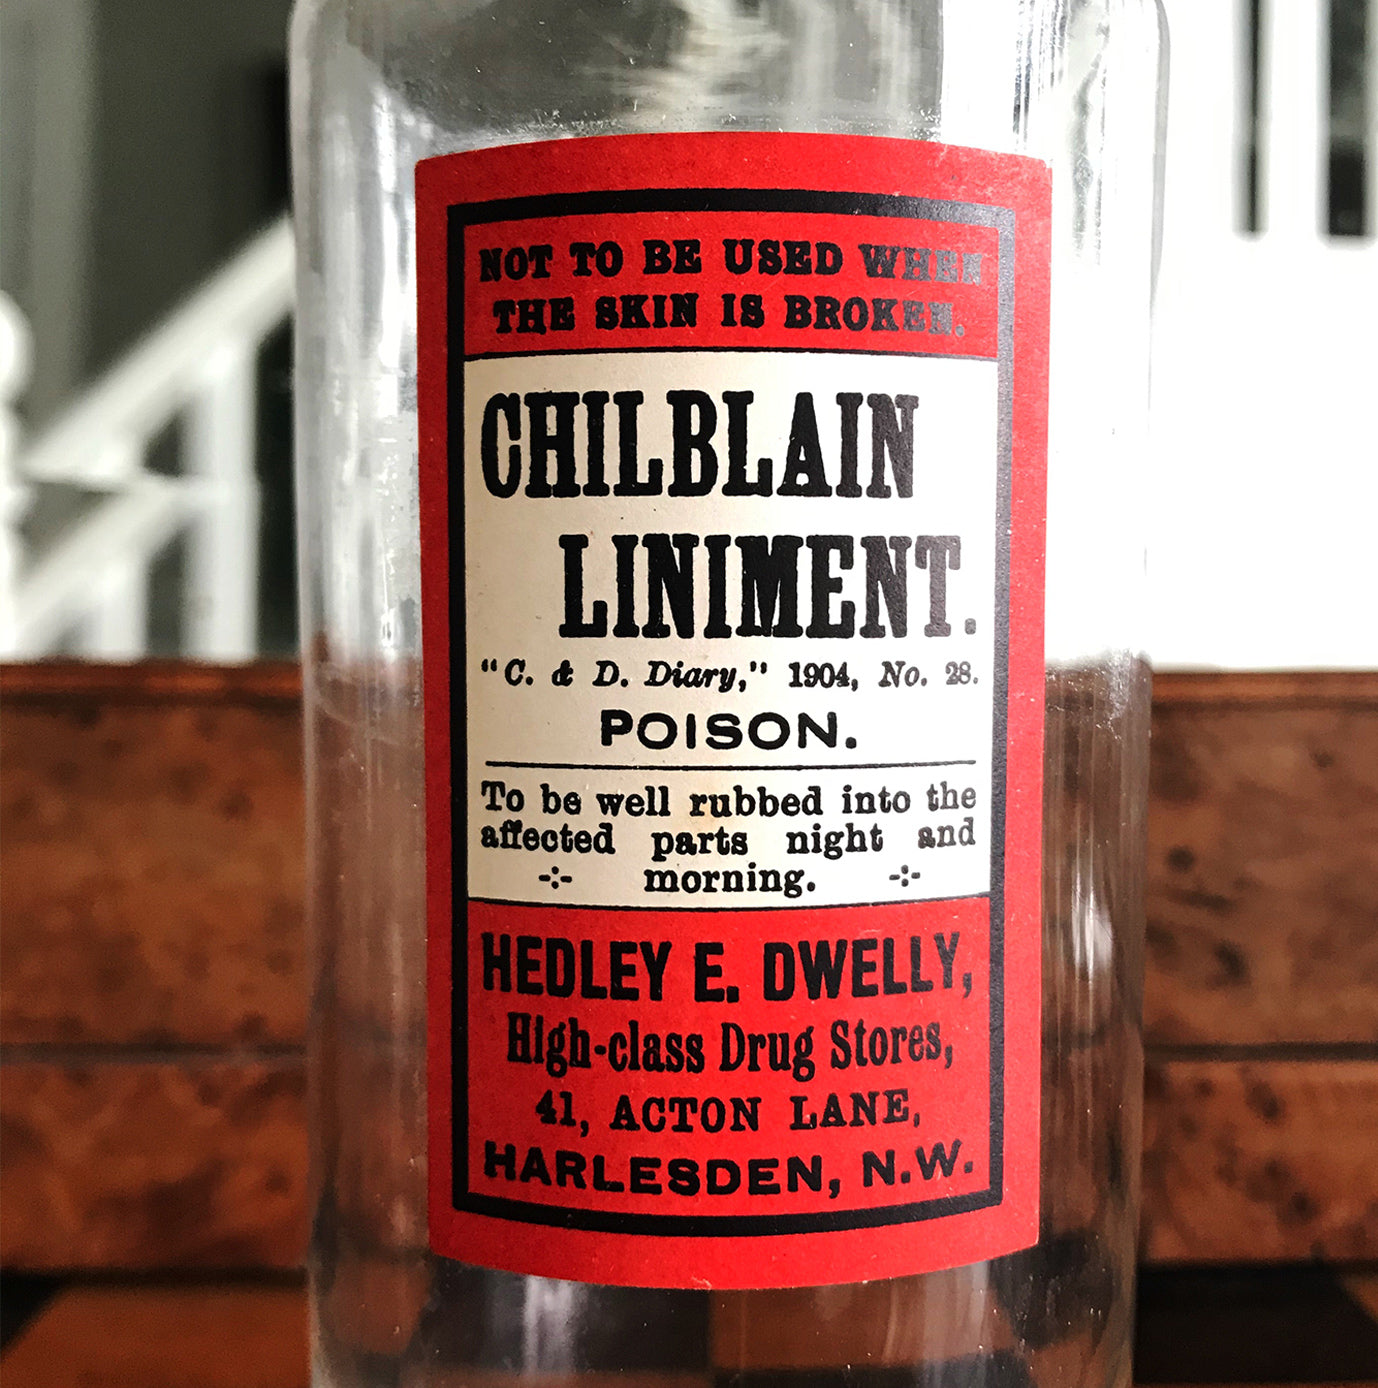 NOT TO BE USED WHEN
THE SKIN IS BROKEN.
CHILBLAIN
LINIMENT.
"C. & D. Diary," 1904, No. 28.
POISON.
To be well rubbed into the
affected parts night and
morning.
HEDLEY E. DWELLY,
High-class Drug Stores,
41, ACTON LANE,
HARLESDEN, N.W.